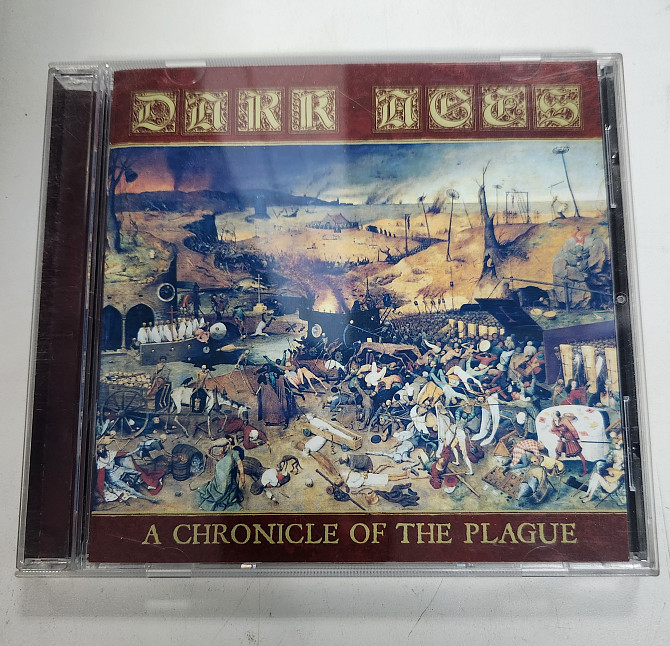 DARK AGES
A CHRONICLE OF THE PLAGUE